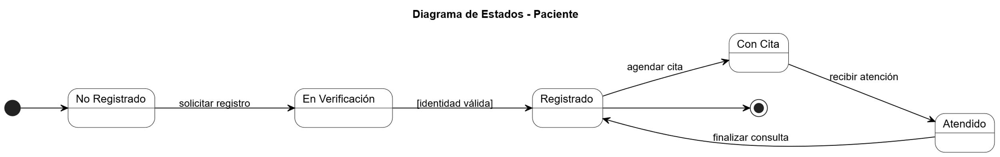 Diagrama de Estados - Paciente
Con Cita
agendar cita
recibir atención
No Registrado
solicitar registro
En Verificación
[identidad válida]
Registrado
Atendido
finalizar consulta